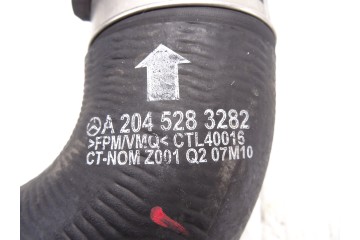 A 204 528 3282
>FPM/VMQ< CTL40016
CT-NOM Z001 Q2 07M10